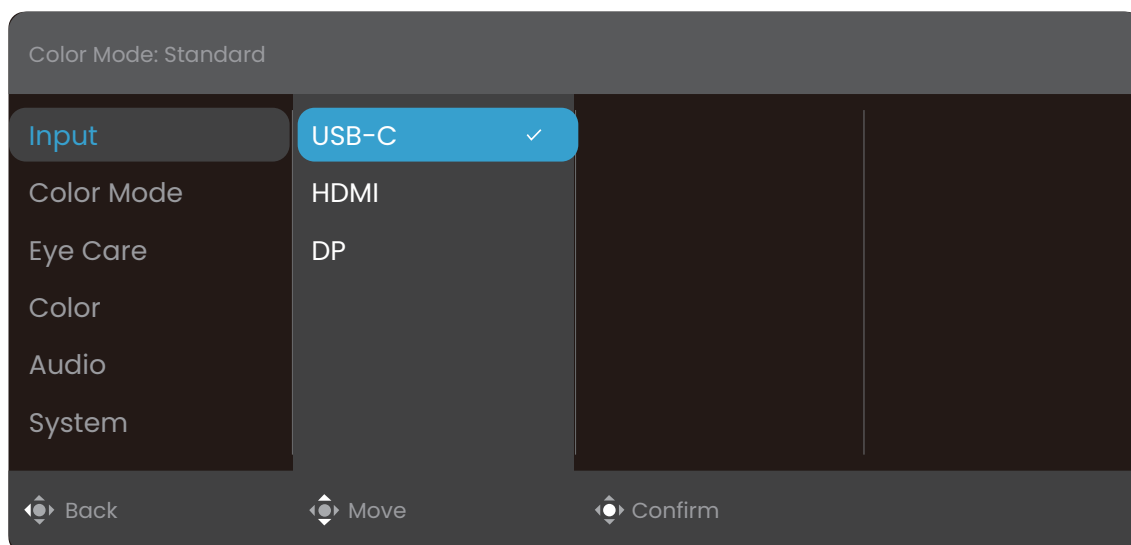 Color Mode: Standard
Input
USB-C
Color Mode
HDMI
Eye Care
DP
Color
Audio
System
Back
Move
Confirm